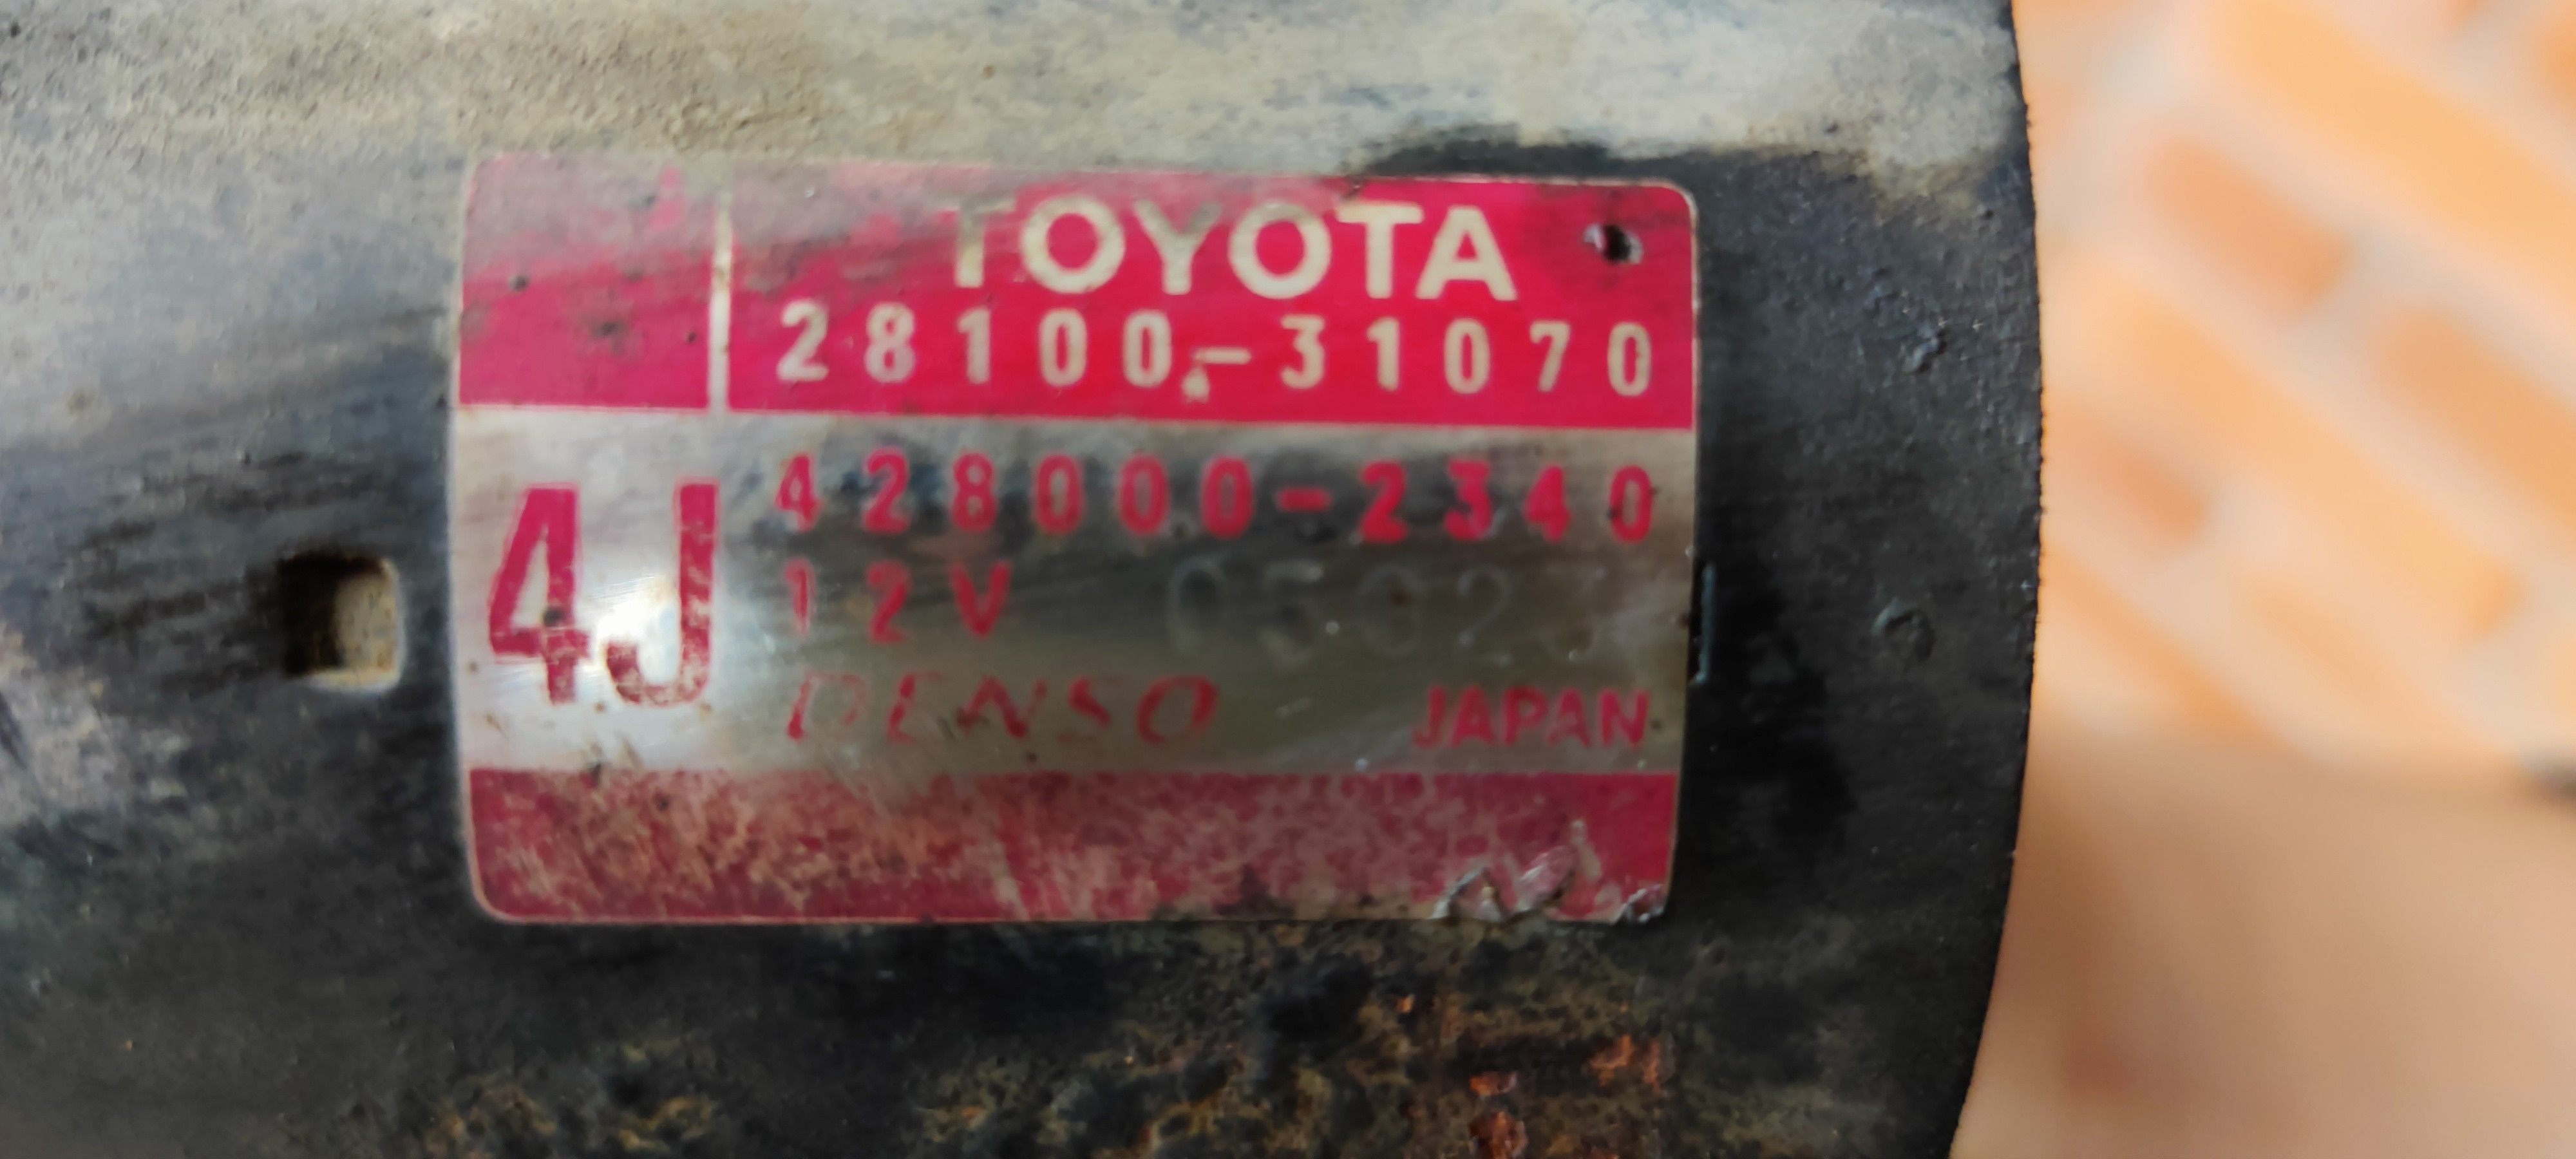 TOYOTA
28100-31070
4J
428000-2340
12V
DENSO JAPAN